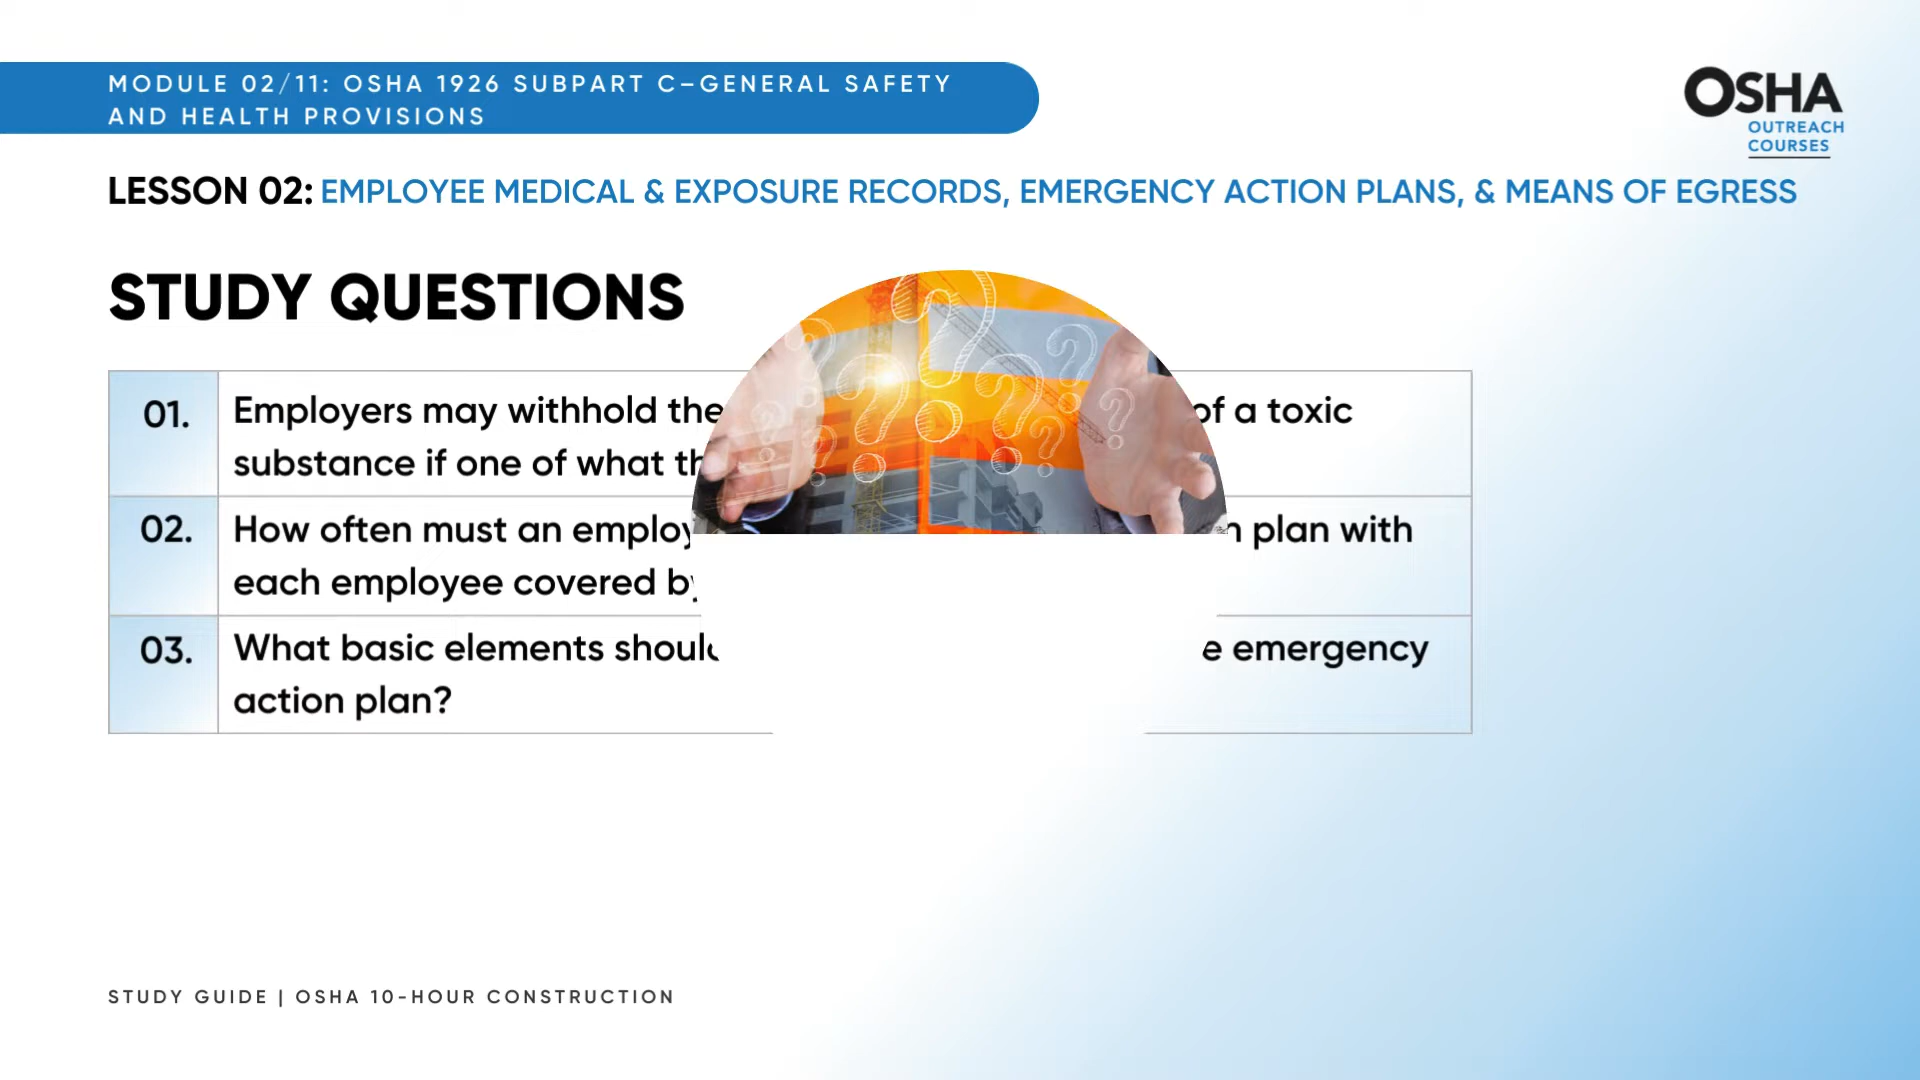 MODULE 02/11: OSHA 1926 SUBPART C–GENERAL SAFETY
AND HEALTH PROVISIONS
OSHA
OUTREACH
COURSES
LESSON 02: EMPLOYEE MEDICAL & EXPOSURE RECORDS, EMERGENCY ACTION PLANS, & MEANS OF EGRESS
STUDY QUESTIONS
01. Employers may withhold the of a toxic
substance if one of what
02. How often must an plan with
each employee covered
03. What basic elements emergency
action plan?
STUDY GUIDE | OSHA 10-HOUR CONSTRUCTION